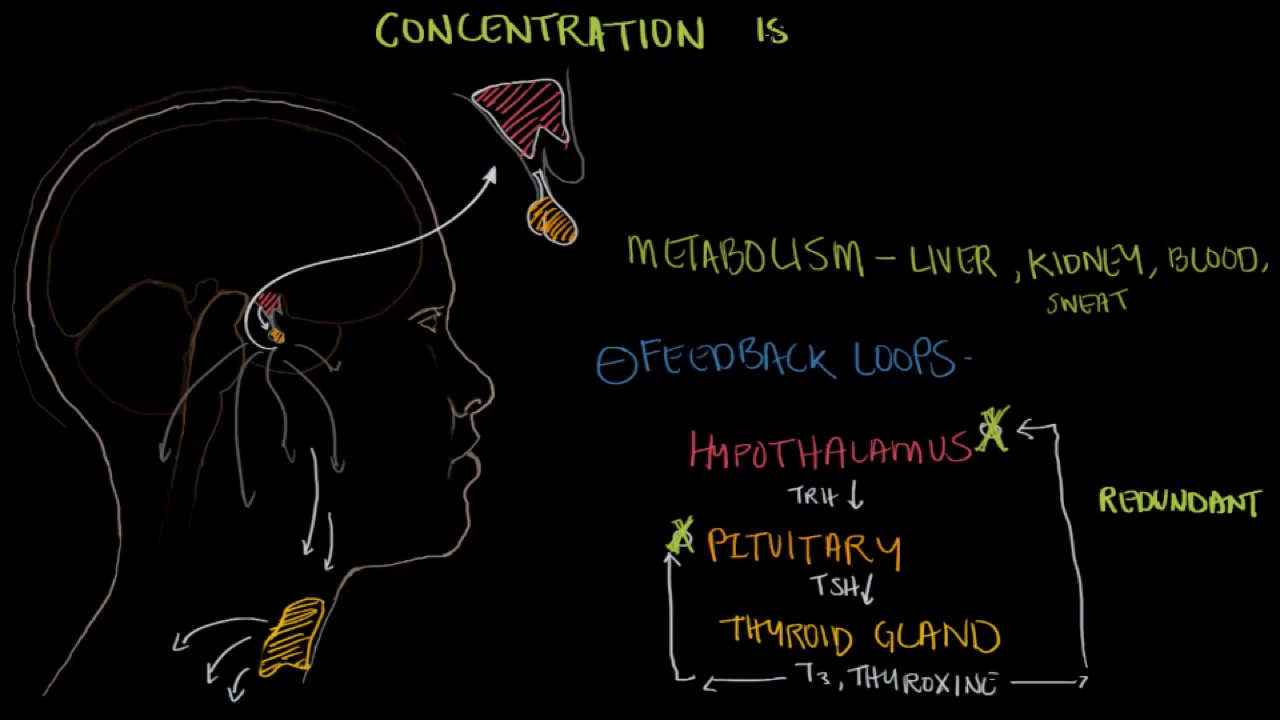 CONCENTRATION IS
METABOLISM - LIVER, KIDNEY, BLOOD,
SWEAT
⊖FEEDBACK LOOPS-
HYPOTHALAMUS
TRH ↓
REDUNDANT
PITUITARY
TSH↓
THYROID GLAND
T3, THYROXINE